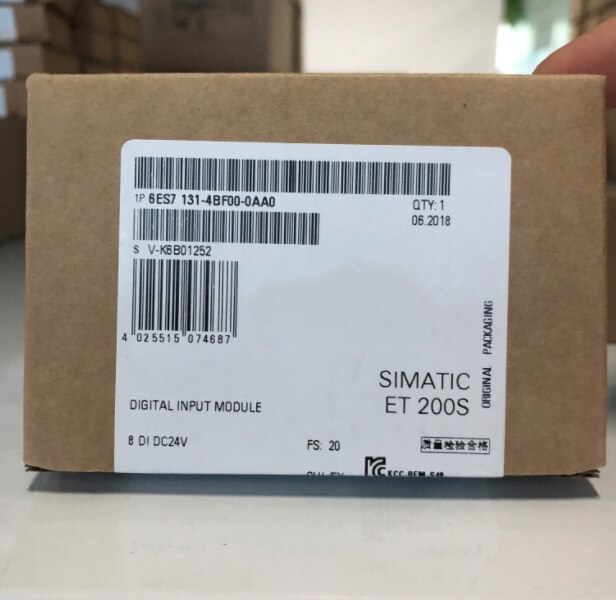 1P 6ES7 131-4BF00-0AA0
QTY: 1
06.2018
S V-K6B01252
4 025515 074687
ORIGINAL PACKAGING
SIMATIC
ET 200S
DIGITAL INPUT MODULE
8 DI DC24V
FS: 20
质量检验合格